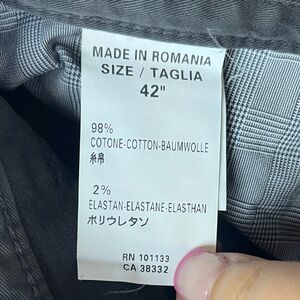 MADE IN ROMANIA
SIZE / TAGLIA
42"
98%
COTONE-COTTON-BAUMWOLLE
綿
2%
ELASTAN-ELASTANE-ELASTHAN
ポリウレタン
RN 101133
CA 38332